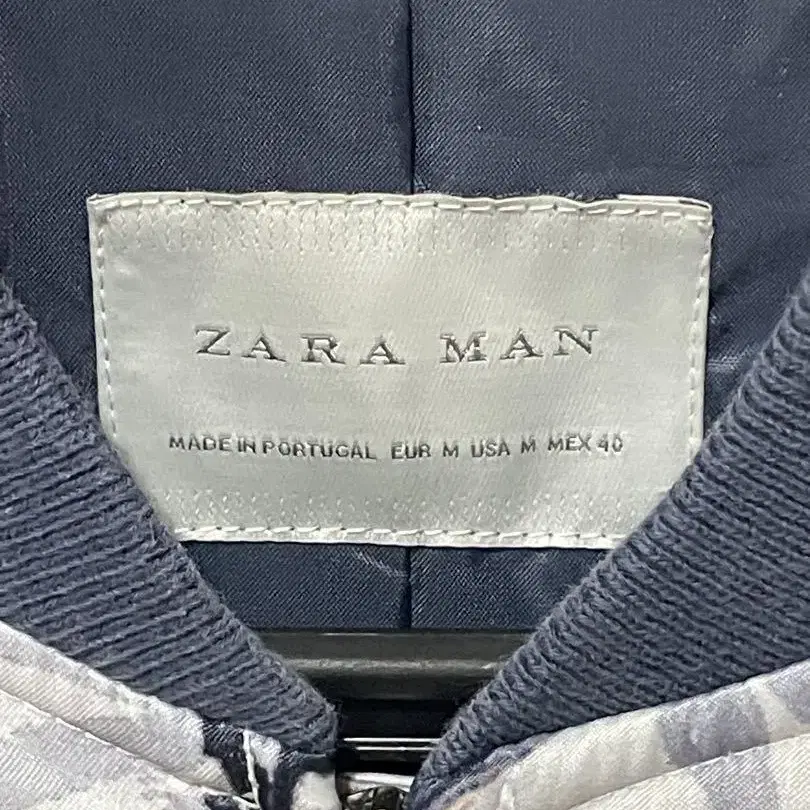 ZARA MAN
MADE IN PORTUGAL EUR M USA M MEX 40